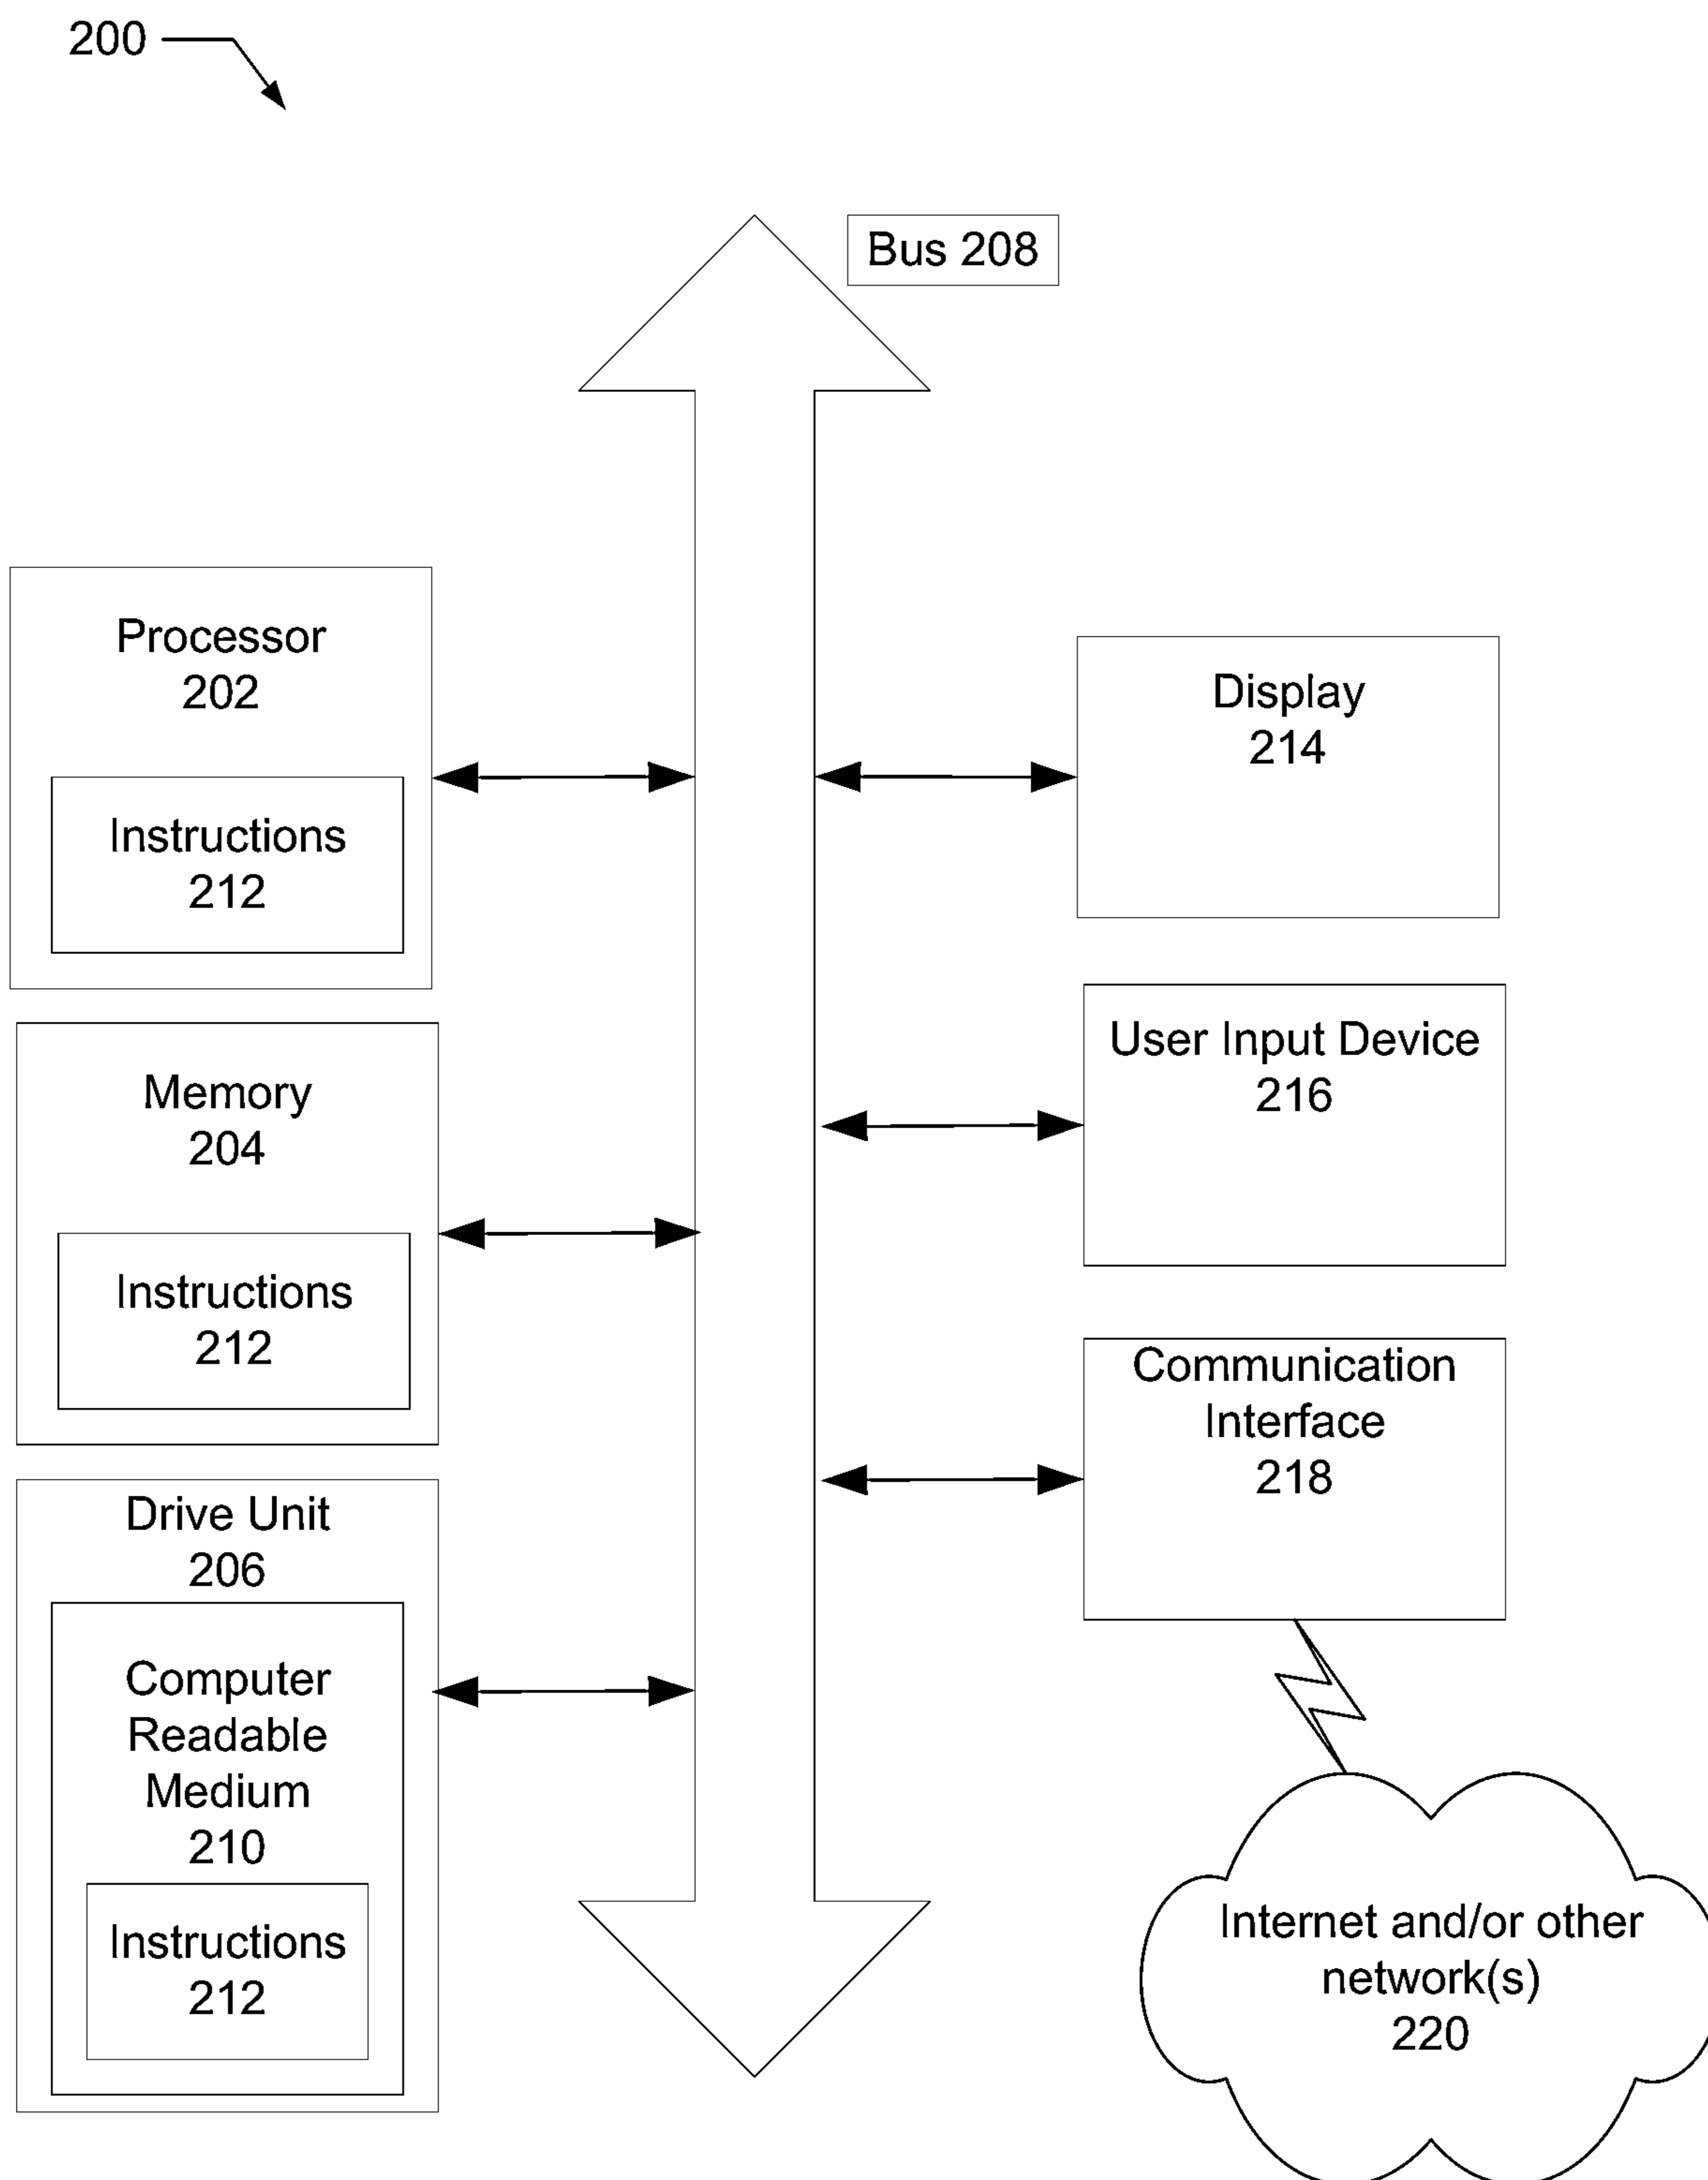 200
Bus 208
Processor
202
Instructions
212
Memory
204
Instructions
212
Drive Unit
206
Computer
Readable
Medium
210
Instructions
212
Display
214
User Input Device
216
Communication
Interface
218
Internet and/or other
network(s)
220